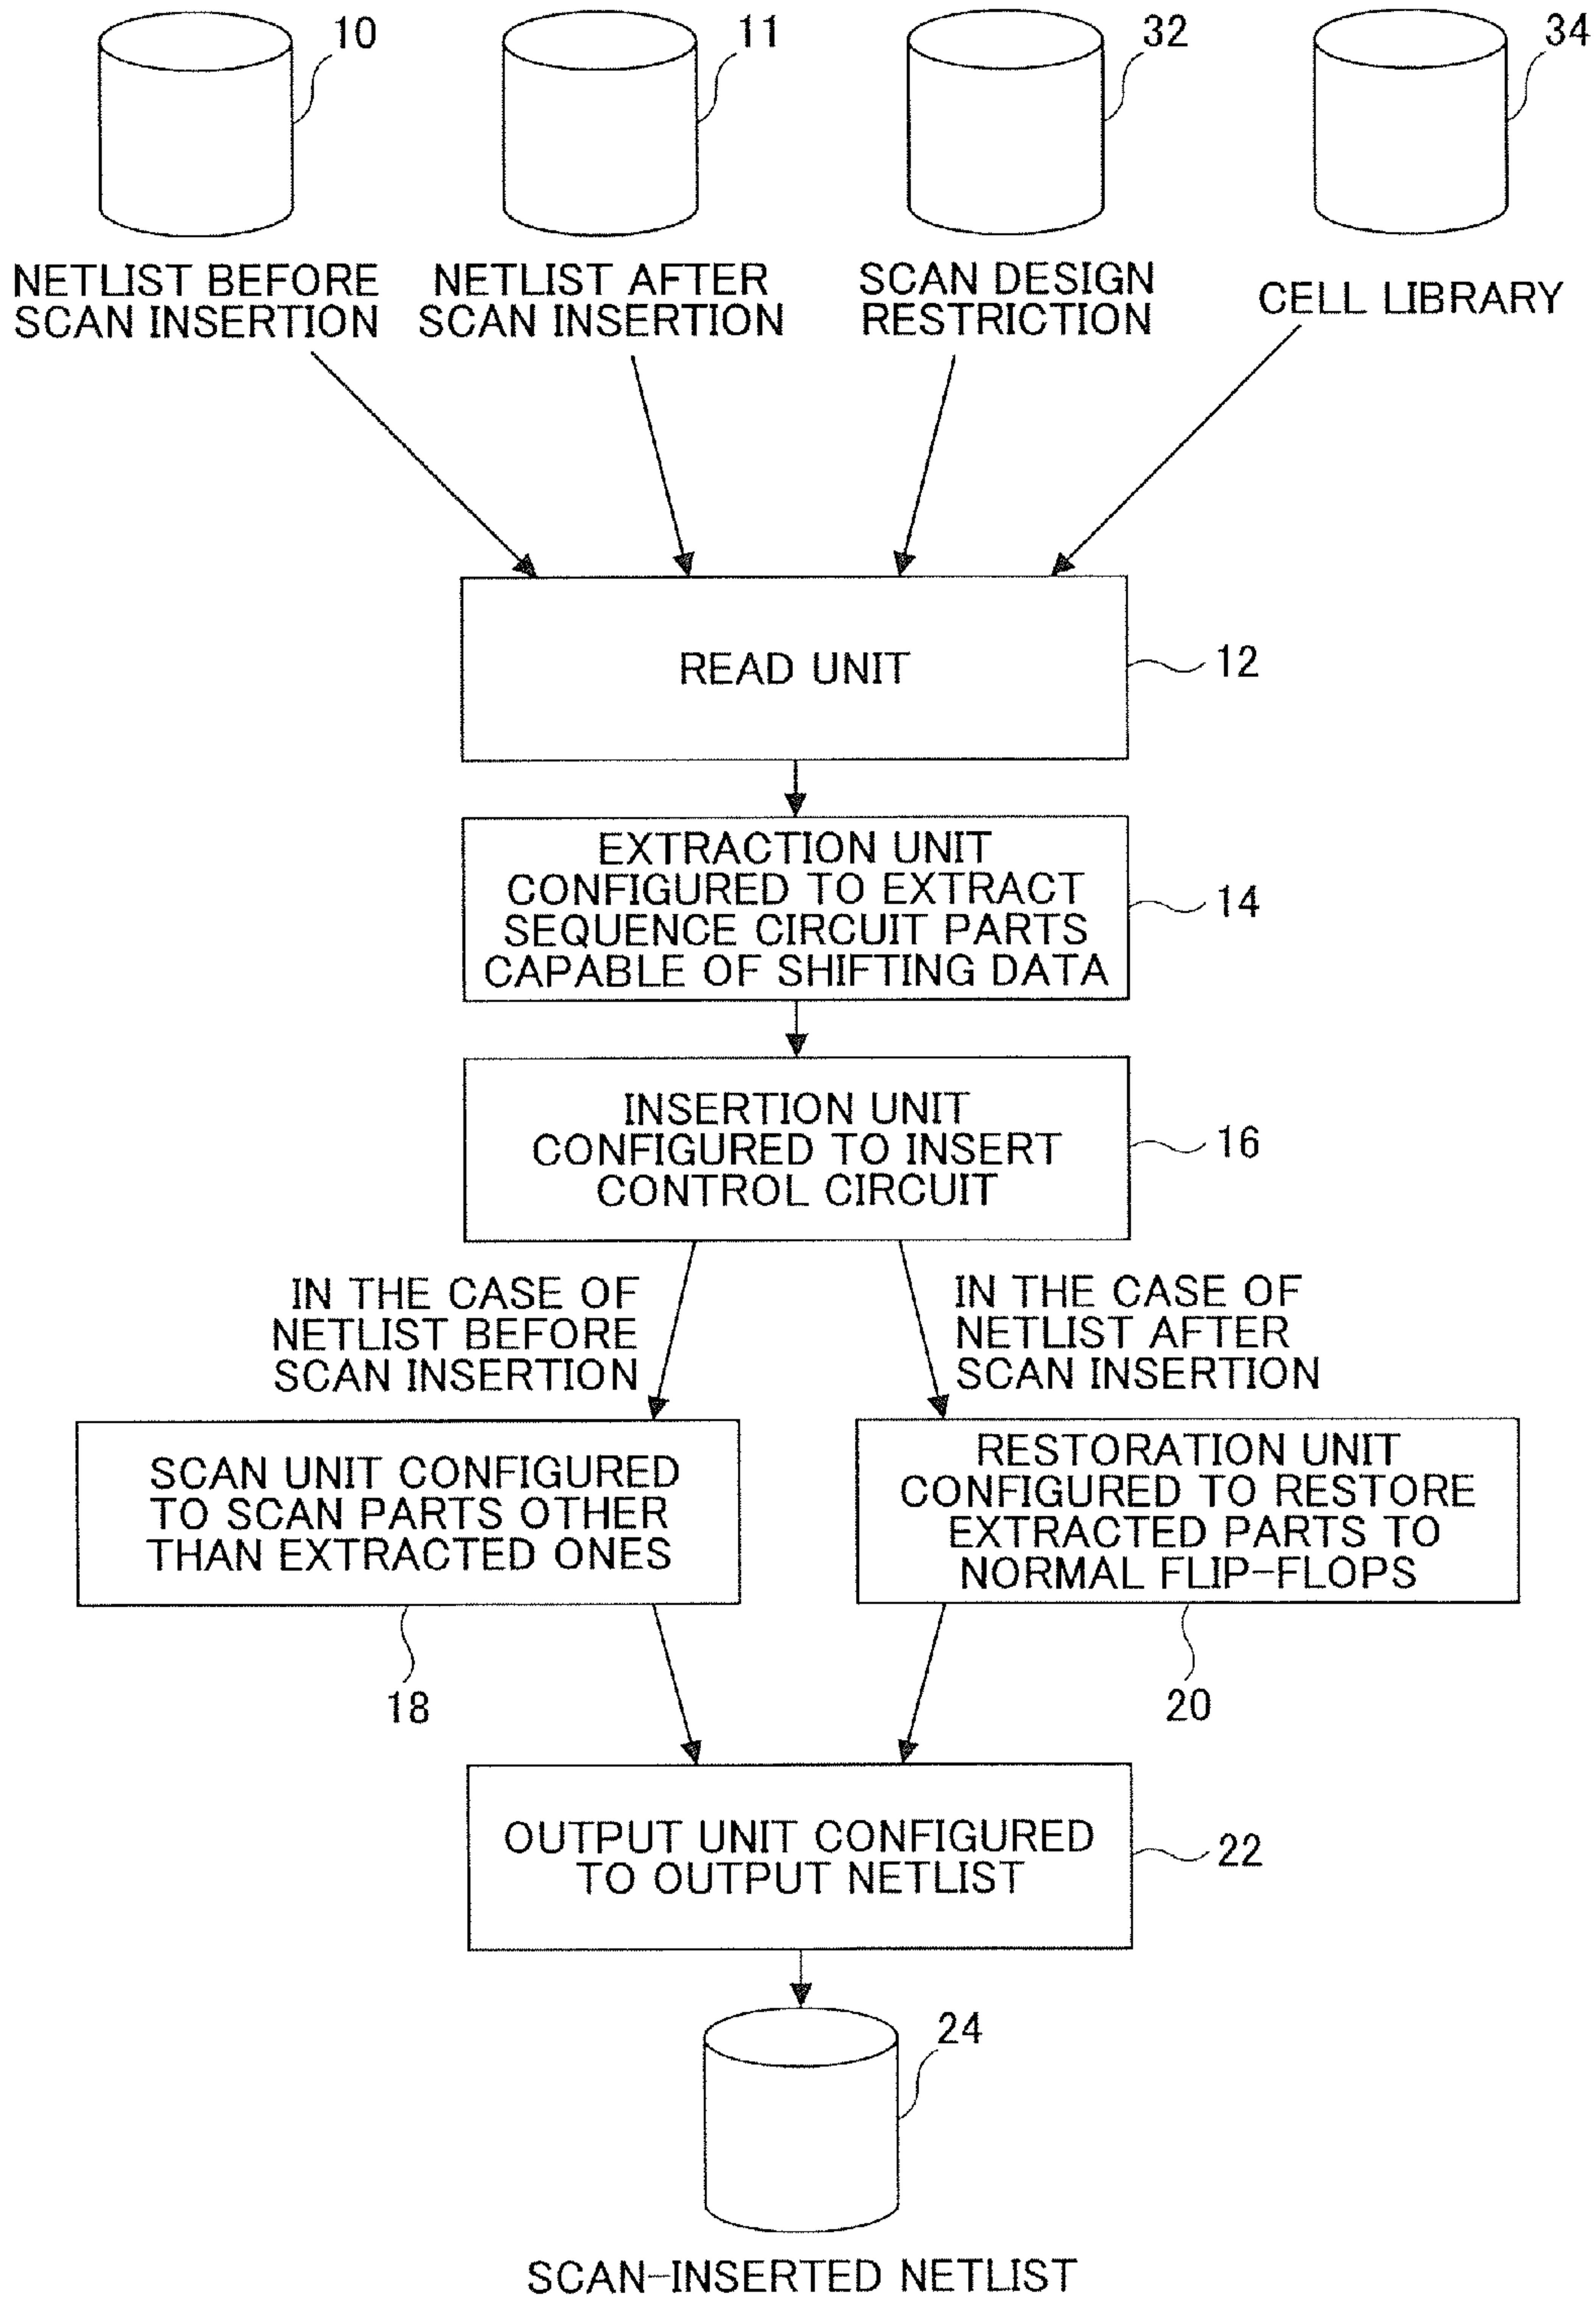 10
11
32
34
NETLIST BEFORE
SCAN INSERTION
NETLIST AFTER
SCAN INSERTION
SCAN DESIGN
RESTRICTION
CELL LIBRARY
READ UNIT
12
EXTRACTION UNIT
CONFIGURED TO EXTRACT
SEQUENCE CIRCUIT PARTS
CAPABLE OF SHIFTING DATA
14
INSERTION UNIT
CONFIGURED TO INSERT
CONTROL CIRCUIT
16
IN THE CASE OF
NETLIST BEFORE
SCAN INSERTION
IN THE CASE OF
NETLIST AFTER
SCAN INSERTION
SCAN UNIT CONFIGURED
TO SCAN PARTS OTHER
THAN EXTRACTED ONES
18
RESTORATION UNIT
CONFIGURED TO RESTORE
EXTRACTED PARTS TO
NORMAL FLIP-FLOPS
20
OUTPUT UNIT CONFIGURED
TO OUTPUT NETLIST
22
24
SCAN-INSERTED NETLIST